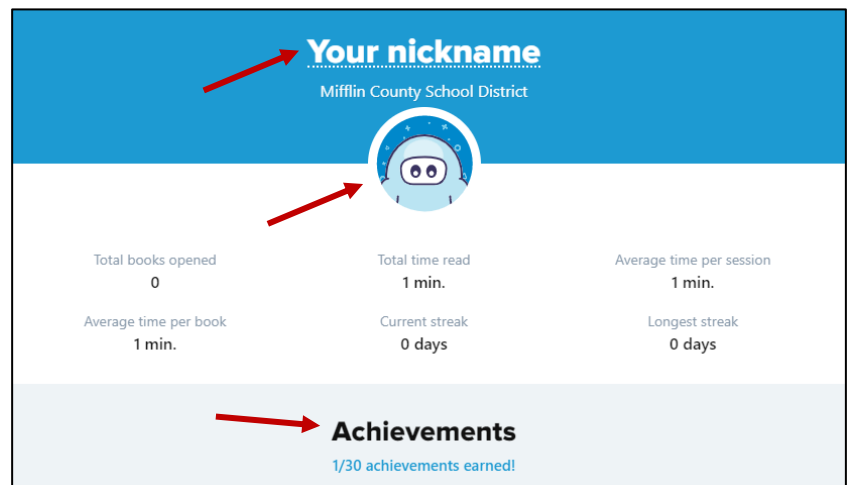 Your nickname
Mifflin County School District
Total books opened
0
Total time read
1 min.
Average time per session
1 min.
Average time per book
1 min.
Current streak
0 days
Longest streak
0 days
Achievements
1/30 achievements earned!